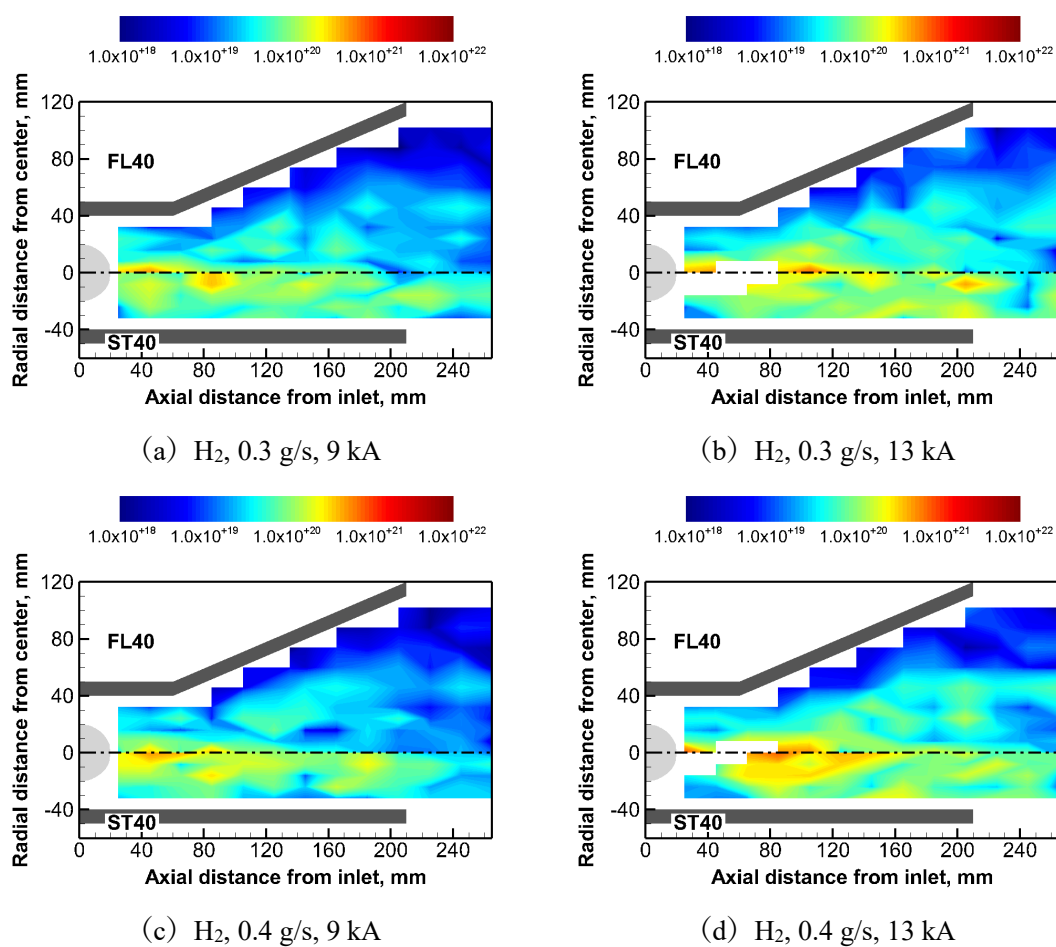 1.0x10+18 1.0x10+19 1.0x10+20 1.0x10+21 1.0x10+22
Radial distance from center, mm
120
80
40
0
-40
FL40
ST40
0 40 80 120 160 200 240
Axial distance from inlet, mm
(a) H2, 0.3 g/s, 9 kA
1.0x10+18 1.0x10+19 1.0x10+20 1.0x10+21 1.0x10+22
Radial distance from center, mm
120
80
40
0
-40
FL40
ST40
0 40 80 120 160 200 240
Axial distance from inlet, mm
(b) H2, 0.3 g/s, 13 kA
1.0x10+18 1.0x10+19 1.0x10+20 1.0x10+21 1.0x10+22
Radial distance from center, mm
120
80
40
0
-40
FL40
ST40
0 40 80 120 160 200 240
Axial distance from inlet, mm
(c) H2, 0.4 g/s, 9 kA
1.0x10+18 1.0x10+19 1.0x10+20 1.0x10+21 1.0x10+22
Radial distance from center, mm
120
80
40
0
-40
FL40
ST40
0 40 80 120 160 200 240
Axial distance from inlet, mm
(d) H2, 0.4 g/s, 13 kA